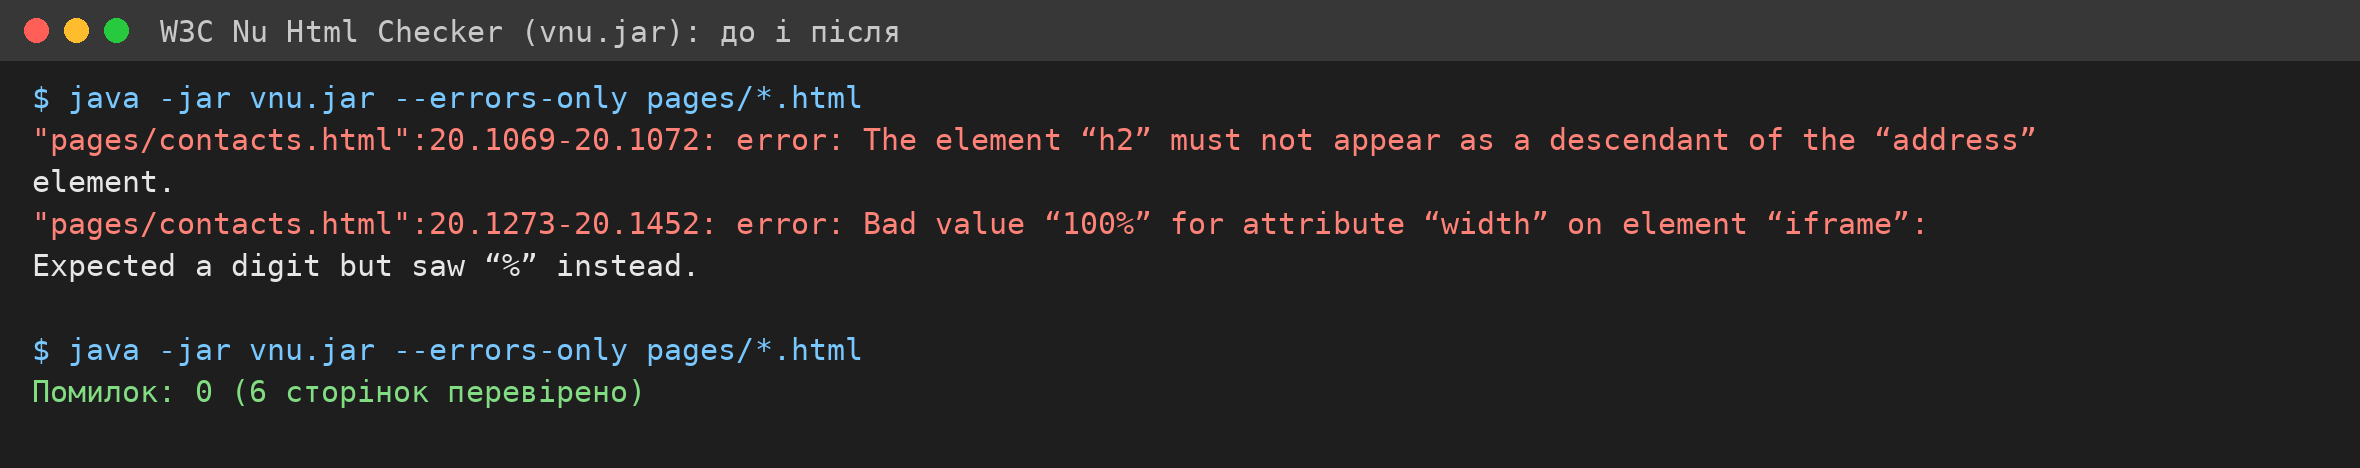 W3C Nu Html Checker (vnu.jar): до і після
$ java -jar vnu.jar --errors-only pages/*.html
"pages/contacts.html":20.1069-20.1072: error: The element “h2” must not appear as a descendant of the “address”
element.
"pages/contacts.html":20.1273-20.1452: error: Bad value “100%” for attribute “width” on element “iframe”:
Expected a digit but saw “%” instead.
$ java -jar vnu.jar --errors-only pages/*.html
Помилок: 0 (6 сторінок перевірено)